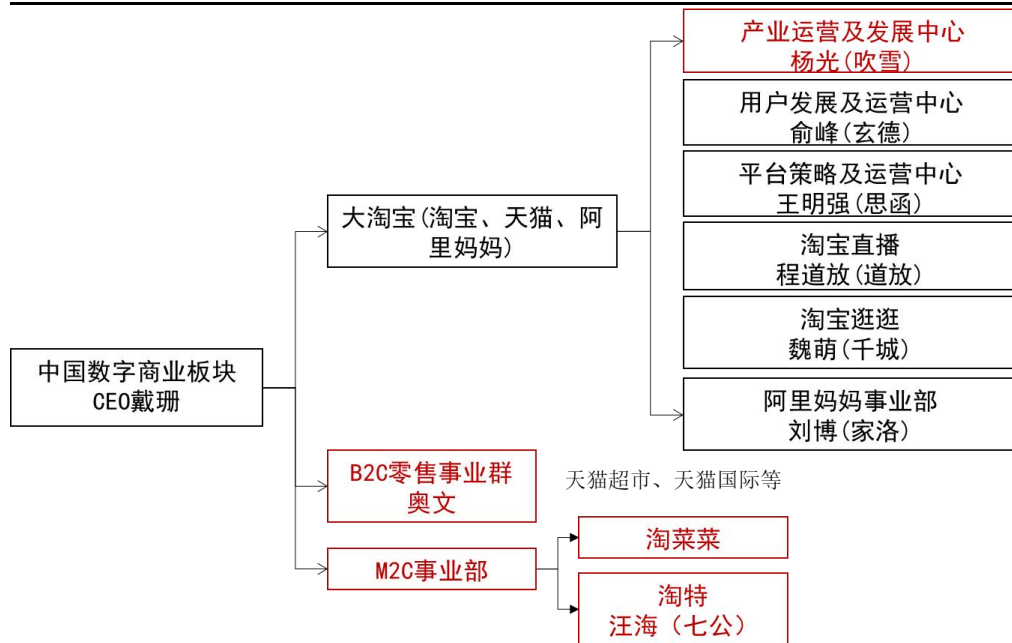 产业运营及发展中心
杨光(吹雪)
用户发展及运营中心
俞峰(玄德)
平台策略及运营中心
王明强(思函)
大淘宝(淘宝、天猫、阿
里妈妈)
淘宝直播
程道放(道放)
淘宝逛逛
魏萌(千城)
中国数字商业板块
CEO戴珊
阿里妈妈事业部
刘博(家洛)
B2C零售事业群
奥文
天猫超市、天猫国际等
淘菜菜
M2C事业部
淘特
汪海（七公）